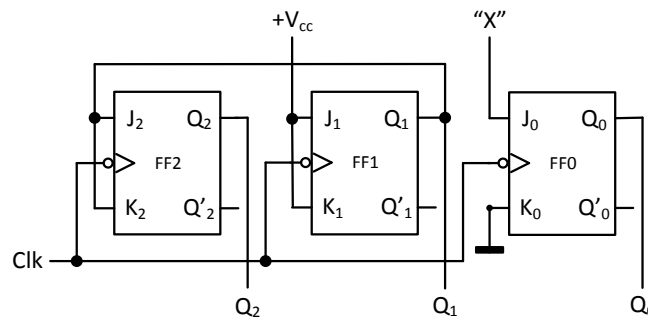 +Vcc "X"
J2 Q2 J1 Q1 J0 Q0
FF2 FF1 FF0
K2 Q'2 K1 Q'1 K0 Q'0
Clk
Q2 Q1